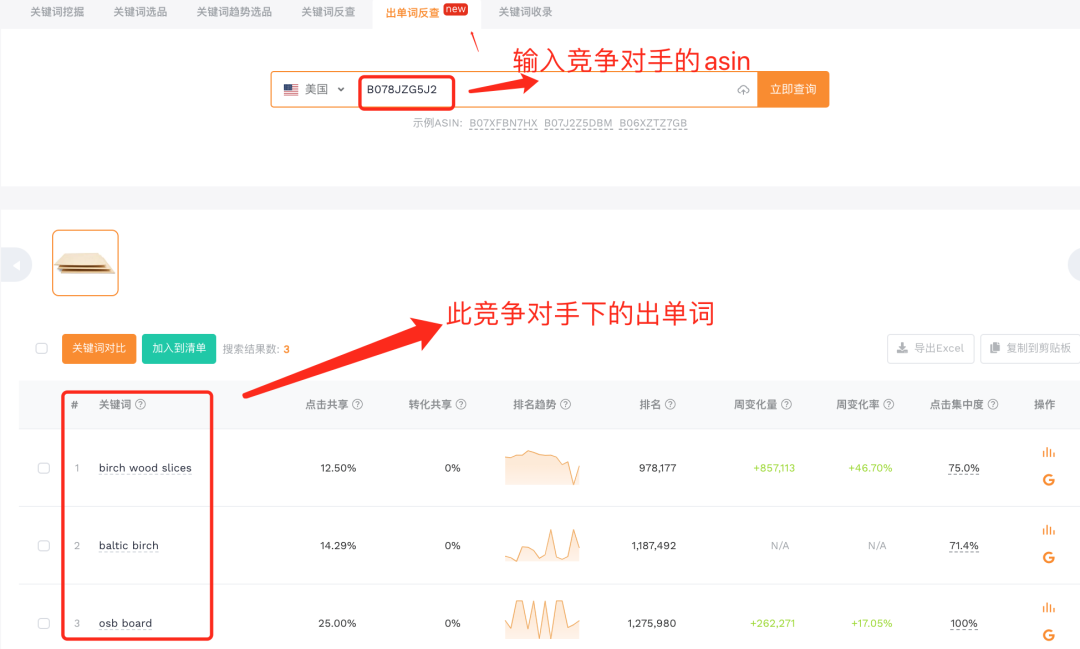 关键词挖掘 关键词选品 关键词趋势选品 关键词反查 出单词反查 new 关键词收录
输入竞争对手的asin
美国 B078JZG5J2 立即查询
示例ASIN: B07XFBN7HX B07J2Z5DBM B06XZTZ7GB
此竞争对手下的出单词
关键词对比 加入到清单 搜索结果数: 3 导出Excel 复制到剪贴板
# 关键词 点击共享 转化共享 排名趋势 排名 周变化量 周变化率 点击集中度 操作
1 birch wood slices 12.50% 0% 978,177 +857,113 +46.70% 75.0%
2 baltic birch 14.29% 0% 1,187,492 N/A N/A 71.4%
3 osb board 25.00% 0% 1,275,980 +262,271 +17.05% 100%